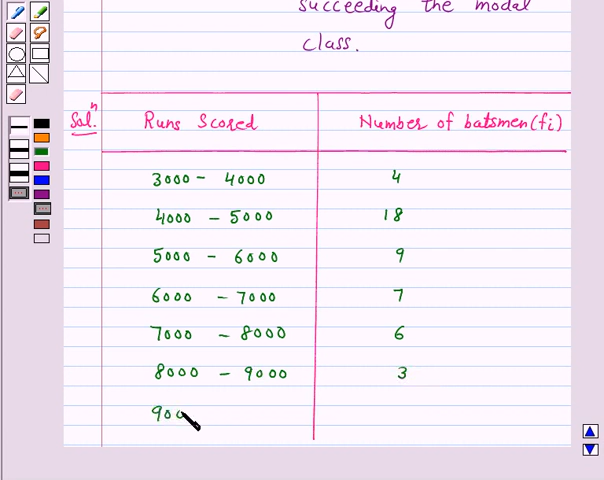 succeeding the modal
class.
Solⁿ Runs Scored Number of batsmen (fi)
3000 - 4000 4
4000 - 5000 18
5000 - 6000 9
6000 - 7000 7
7000 - 8000 6
8000 - 9000 3
900